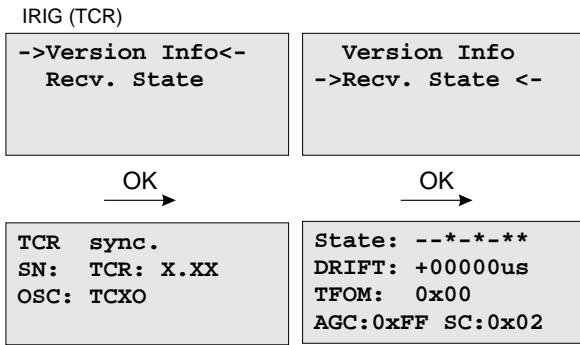 IRIG (TCR)
->Version Info<-
Recv. State
Version Info
->Recv. State <-
OK
OK
TCR sync.
SN: TCR: X.XX
OSC: TCXO
State: --*-*-**
DRIFT: +00000us
TFOM: 0x00
AGC:0xFF SC:0x02